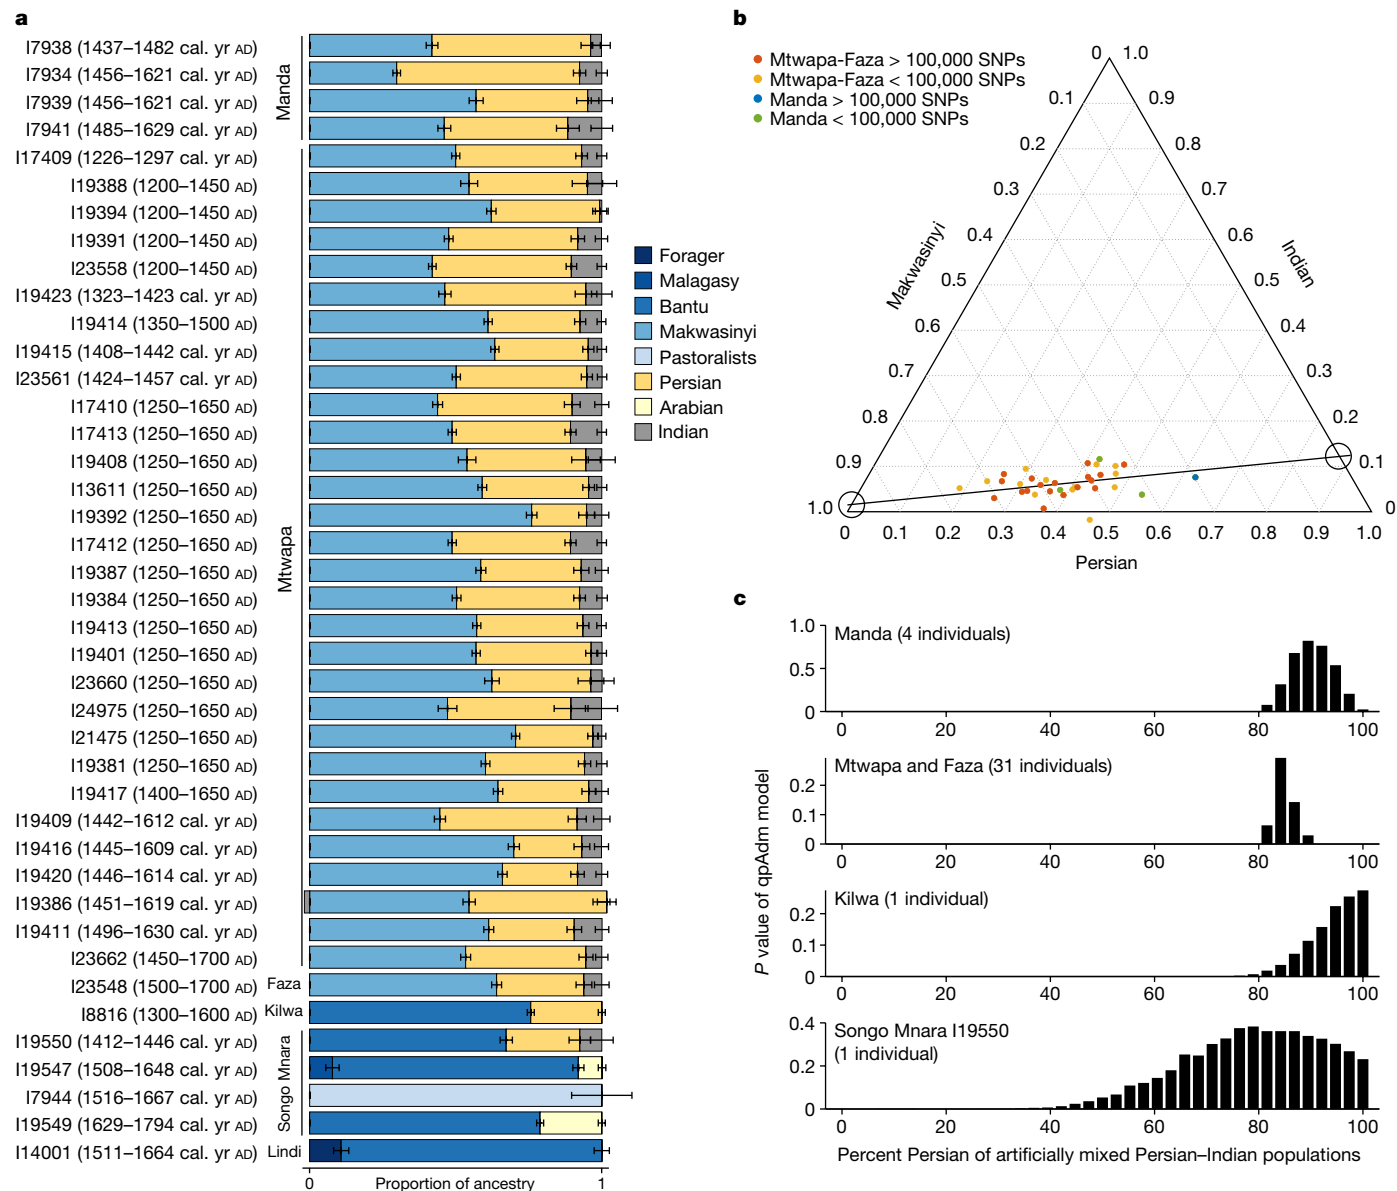 a
I7938 (1437–1482 cal. yr AD)
I7934 (1456–1621 cal. yr AD)
I7939 (1456–1621 cal. yr AD)
I7941 (1485–1629 cal. yr AD)
Manda
I17409 (1226–1297 cal. yr AD)
I19388 (1200–1450 AD)
I19394 (1200–1450 AD)
I19391 (1200–1450 AD)
I23558 (1200–1450 AD)
I19423 (1323–1423 cal. yr AD)
I19414 (1350–1500 AD)
I19415 (1408–1442 cal. yr AD)
I23561 (1424–1457 cal. yr AD)
I17410 (1250–1650 AD)
I17413 (1250–1650 AD)
I19408 (1250–1650 AD)
I13611 (1250–1650 AD)
I19392 (1250–1650 AD)
I17412 (1250–1650 AD)
I19387 (1250–1650 AD)
I19384 (1250–1650 AD)
I19413 (1250–1650 AD)
I19401 (1250–1650 AD)
I23660 (1250–1650 AD)
I24975 (1250–1650 AD)
I21475 (1250–1650 AD)
I19381 (1250–1650 AD)
I19417 (1400–1650 AD)
I19409 (1442–1612 cal. yr AD)
I19416 (1445–1609 cal. yr AD)
I19420 (1446–1614 cal. yr AD)
I19386 (1451–1619 cal. yr AD)
I19411 (1496–1630 cal. yr AD)
I23662 (1450–1700 AD)
Mtwapa
I23548 (1500–1700 AD) Faza
I8816 (1300–1600 AD) Kilwa
I19550 (1412–1446 cal. yr AD)
I19547 (1508–1648 cal. yr AD)
I7944 (1516–1667 cal. yr AD)
I19549 (1629–1794 cal. yr AD)
Songo Mnara
I14001 (1511–1664 cal. yr AD) Lindi
0 1
Proportion of ancestry
Forager
Malagasy
Bantu
Makwasinyi
Pastoralists
Persian
Arabian
Indian
b
Mtwapa-Faza > 100,000 SNPs
Mtwapa-Faza < 100,000 SNPs
Manda > 100,000 SNPs
Manda < 100,000 SNPs
0 1.0
0.1 0.9
0.2 0.8
0.3 0.7
0.4 0.6
0.5 0.5
0.6 0.4
0.7 0.3
0.8 0.2
0.9 0.1
1.0 0
Makwasinyi
Indian
0 0.1 0.2 0.3 0.4 0.5 0.6 0.7 0.8 0.9 1.0
Persian
c
P value of qpAdm model
Manda (4 individuals)
1.0
0.5
0
0 20 40 60 80 100
Mtwapa and Faza (31 individuals)
0.2
0.1
0
0 20 40 60 80 100
Kilwa (1 individual)
0.2
0.1
0
0 20 40 60 80 100
Songo Mnara I19550
(1 individual)
0.4
0.2
0
0 20 40 60 80 100
Percent Persian of artificially mixed Persian–Indian populations